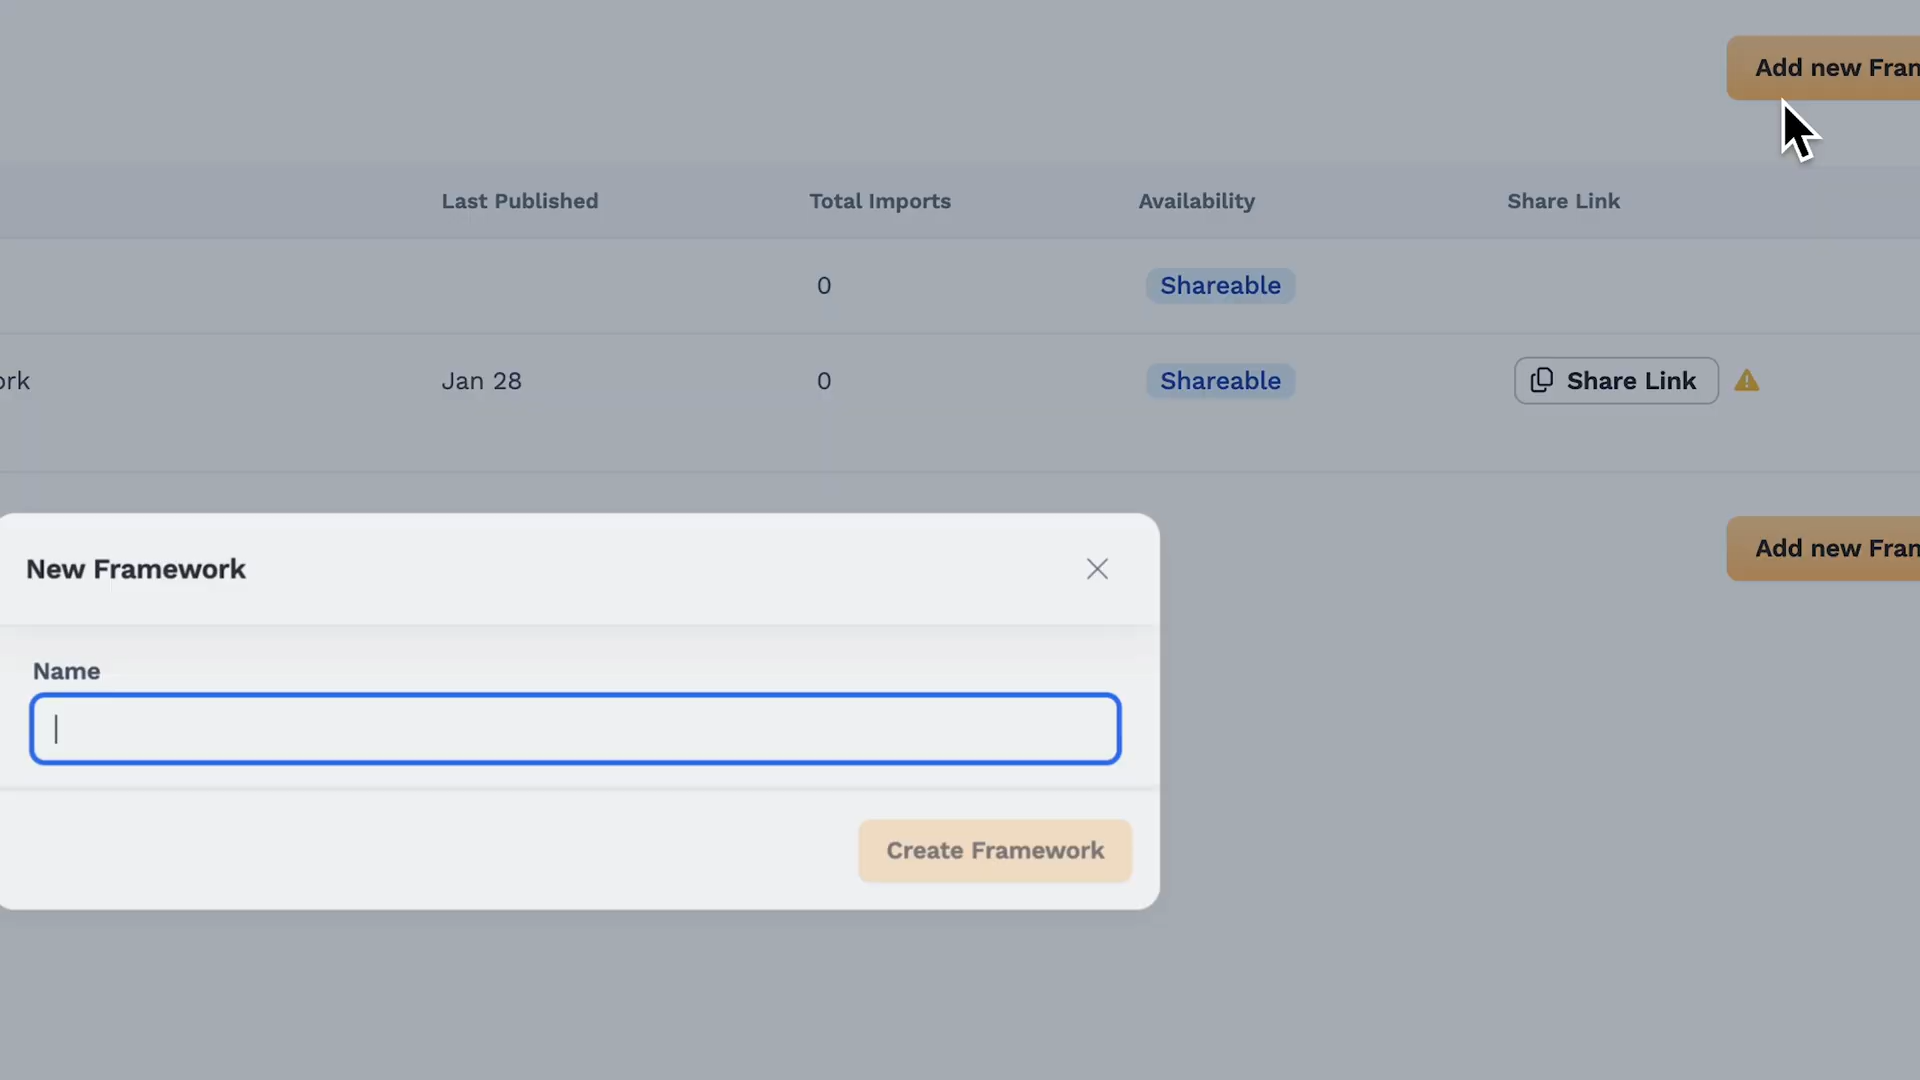 Add new Fram
Last Published Total Imports Availability Share Link
0 Shareable
ork Jan 28 0 Shareable Share Link
Add new Fram
New Framework
Name
Create Framework